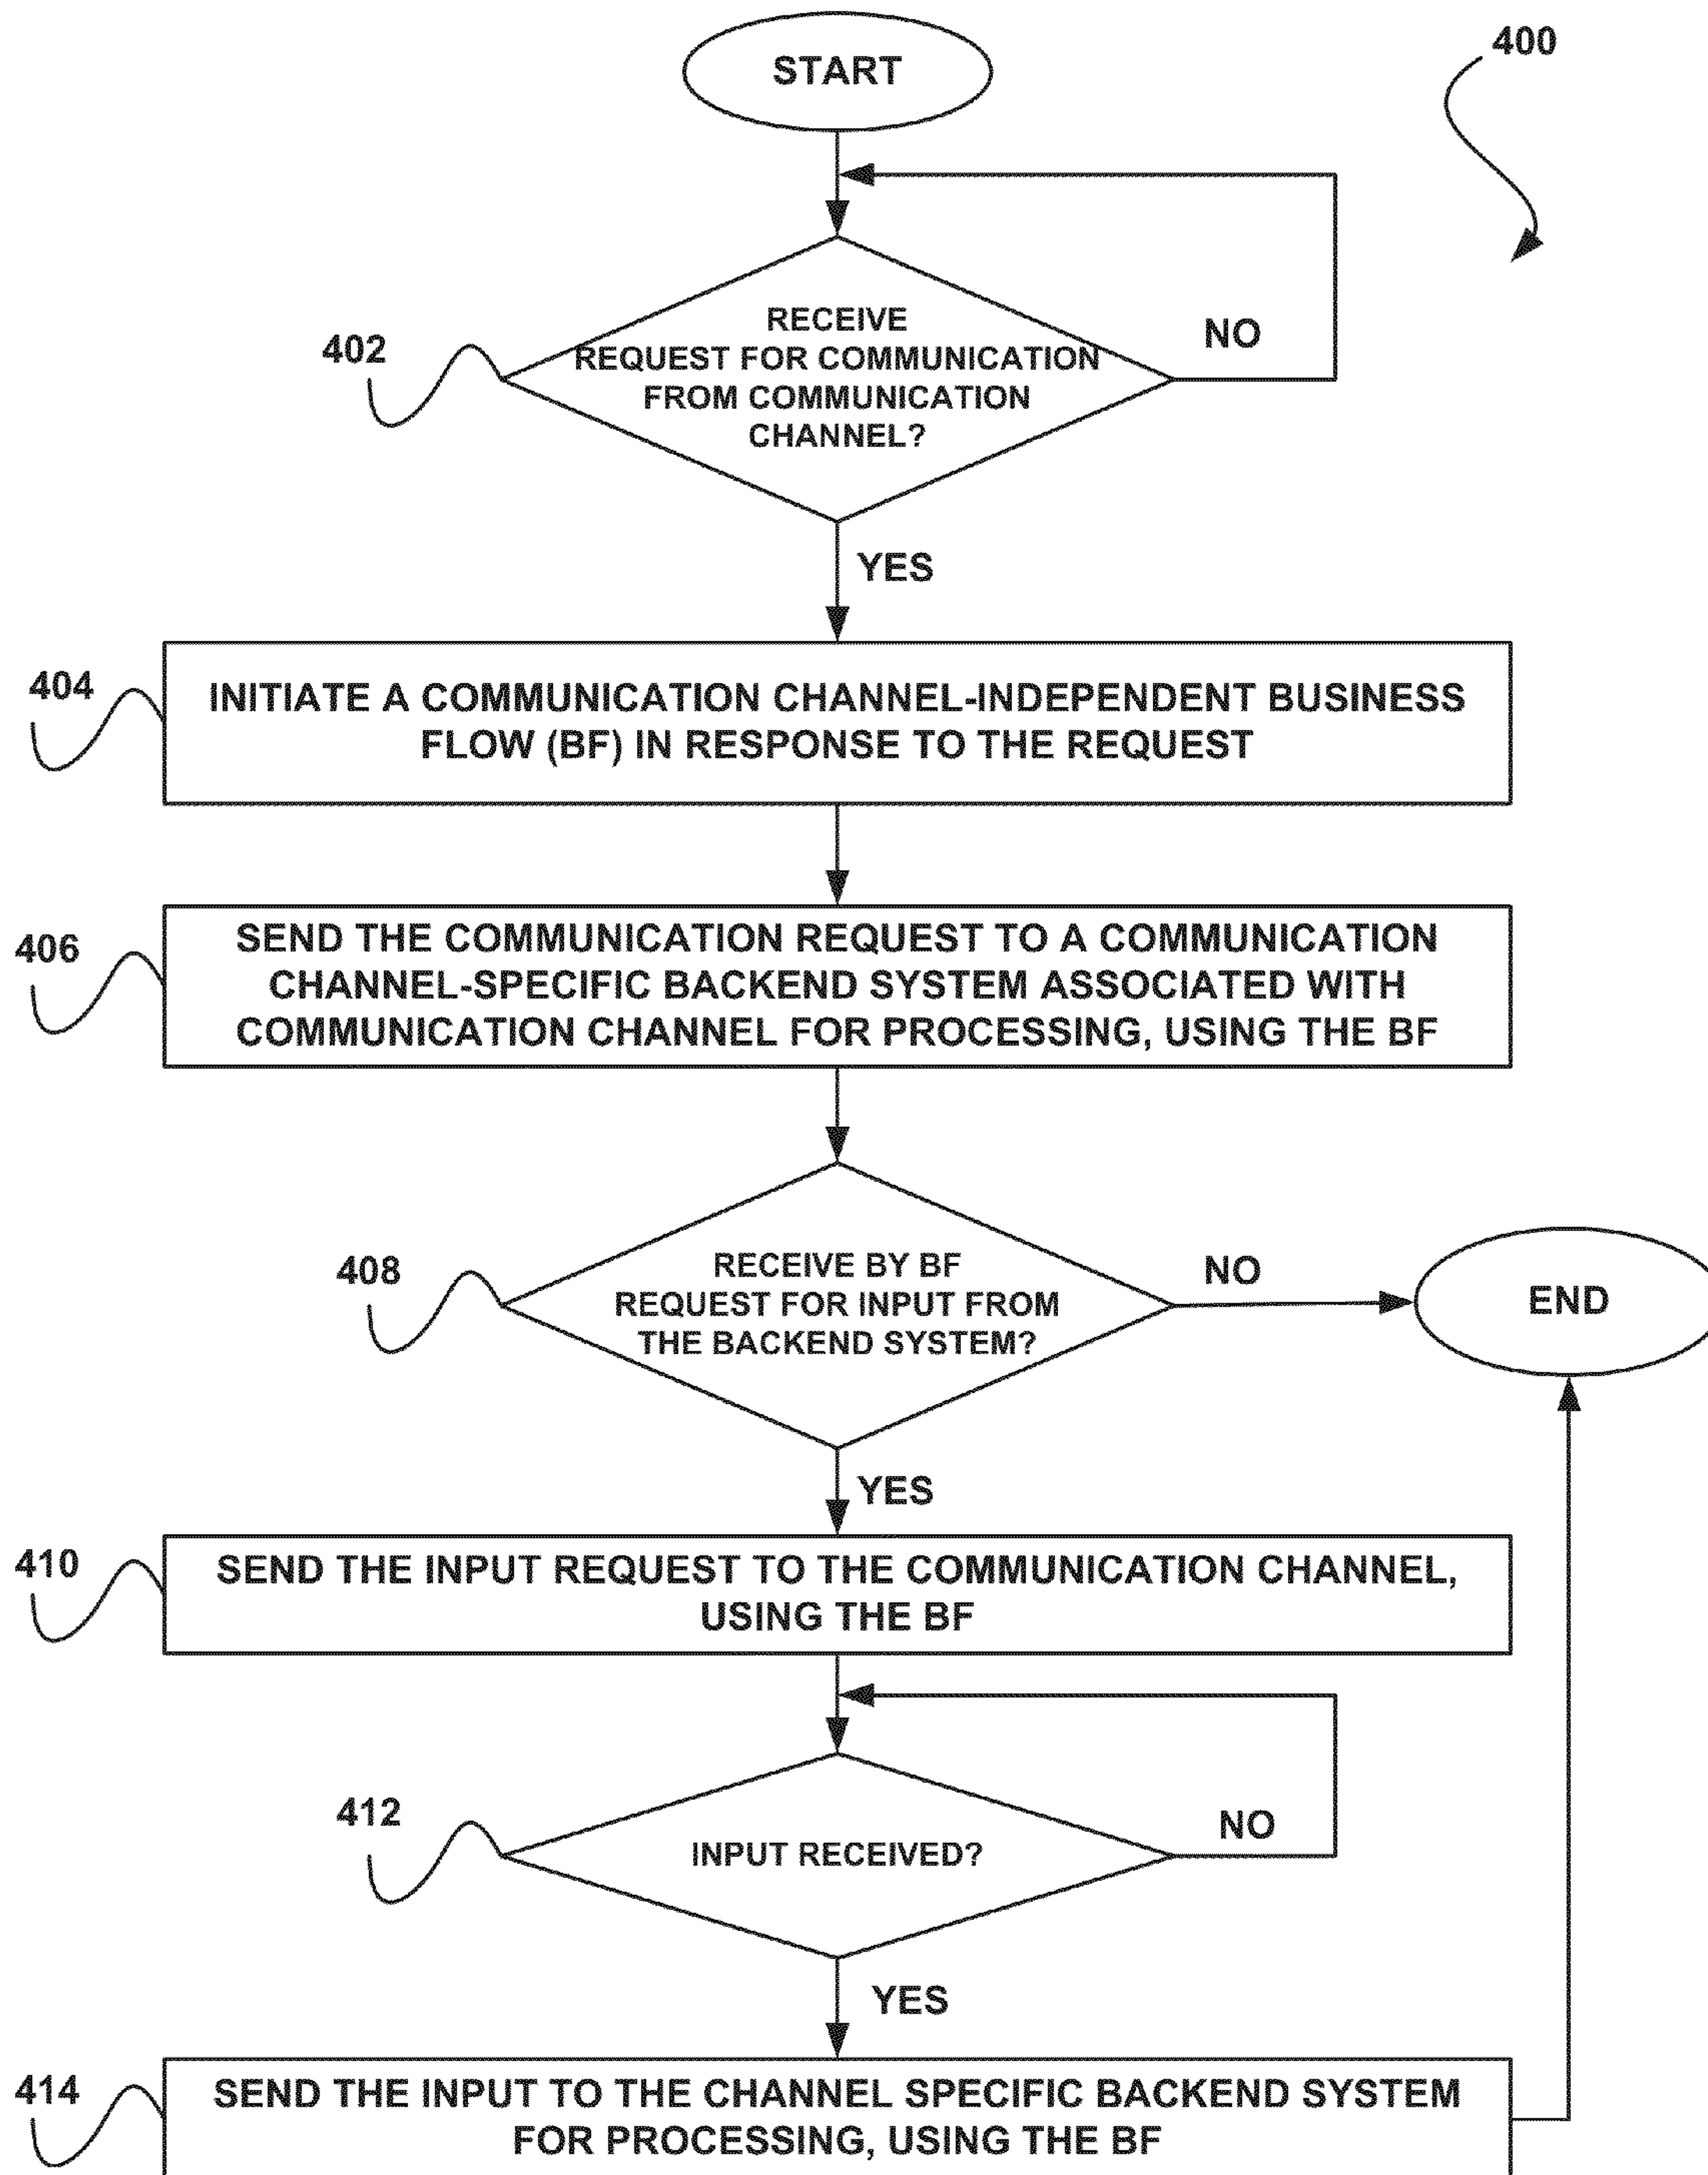 START
400
402
RECEIVE
REQUEST FOR COMMUNICATION
FROM COMMUNICATION
CHANNEL?
NO
YES
404
INITIATE A COMMUNICATION CHANNEL-INDEPENDENT BUSINESS
FLOW (BF) IN RESPONSE TO THE REQUEST
406
SEND THE COMMUNICATION REQUEST TO A COMMUNICATION
CHANNEL-SPECIFIC BACKEND SYSTEM ASSOCIATED WITH
COMMUNICATION CHANNEL FOR PROCESSING, USING THE BF
408
RECEIVE BY BF
REQUEST FOR INPUT FROM
THE BACKEND SYSTEM?
NO
END
YES
410
SEND THE INPUT REQUEST TO THE COMMUNICATION CHANNEL,
USING THE BF
412
INPUT RECEIVED?
NO
YES
414
SEND THE INPUT TO THE CHANNEL SPECIFIC BACKEND SYSTEM
FOR PROCESSING, USING THE BF